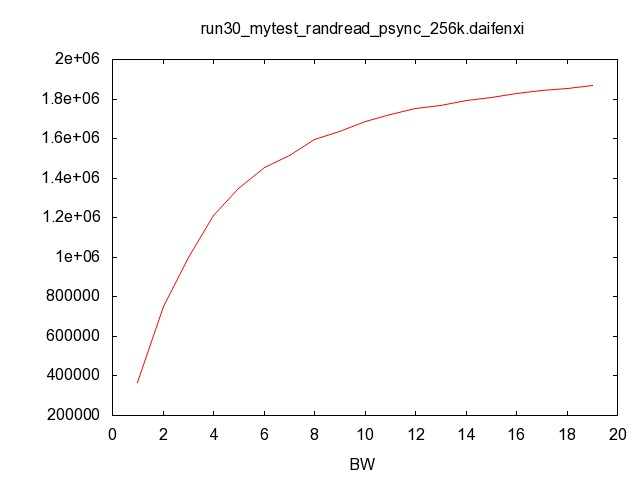 run30_mytest_randread_psync_256k.daifenxi
2e+06
1.8e+06
1.6e+06
1.4e+06
1.2e+06
1e+06
800000
600000
400000
200000
0 2 4 6 8 10 12 14 16 18 20
BW